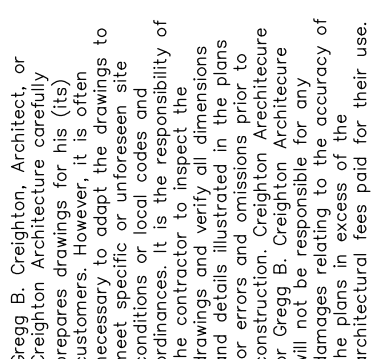 Gregg B. Creighton, Architect, or
Creighton Architecture carefully
prepares drawings for his (its)
customers. However, it is often
necessary to adapt the drawings to
meet specific or unforeseen site
conditions or local codes and
ordinances. It is the responsibility of
the contractor to inspect the
drawings and verify all dimensions
and details illustrated in the plans
for errors and omissions prior to
construction. Creighton Arechitecure
or Gregg B. Creighton Architecure
will not be responsible for any
damages relating to the accuracy of
the plans in excess of the
architectural fees paid for their use.